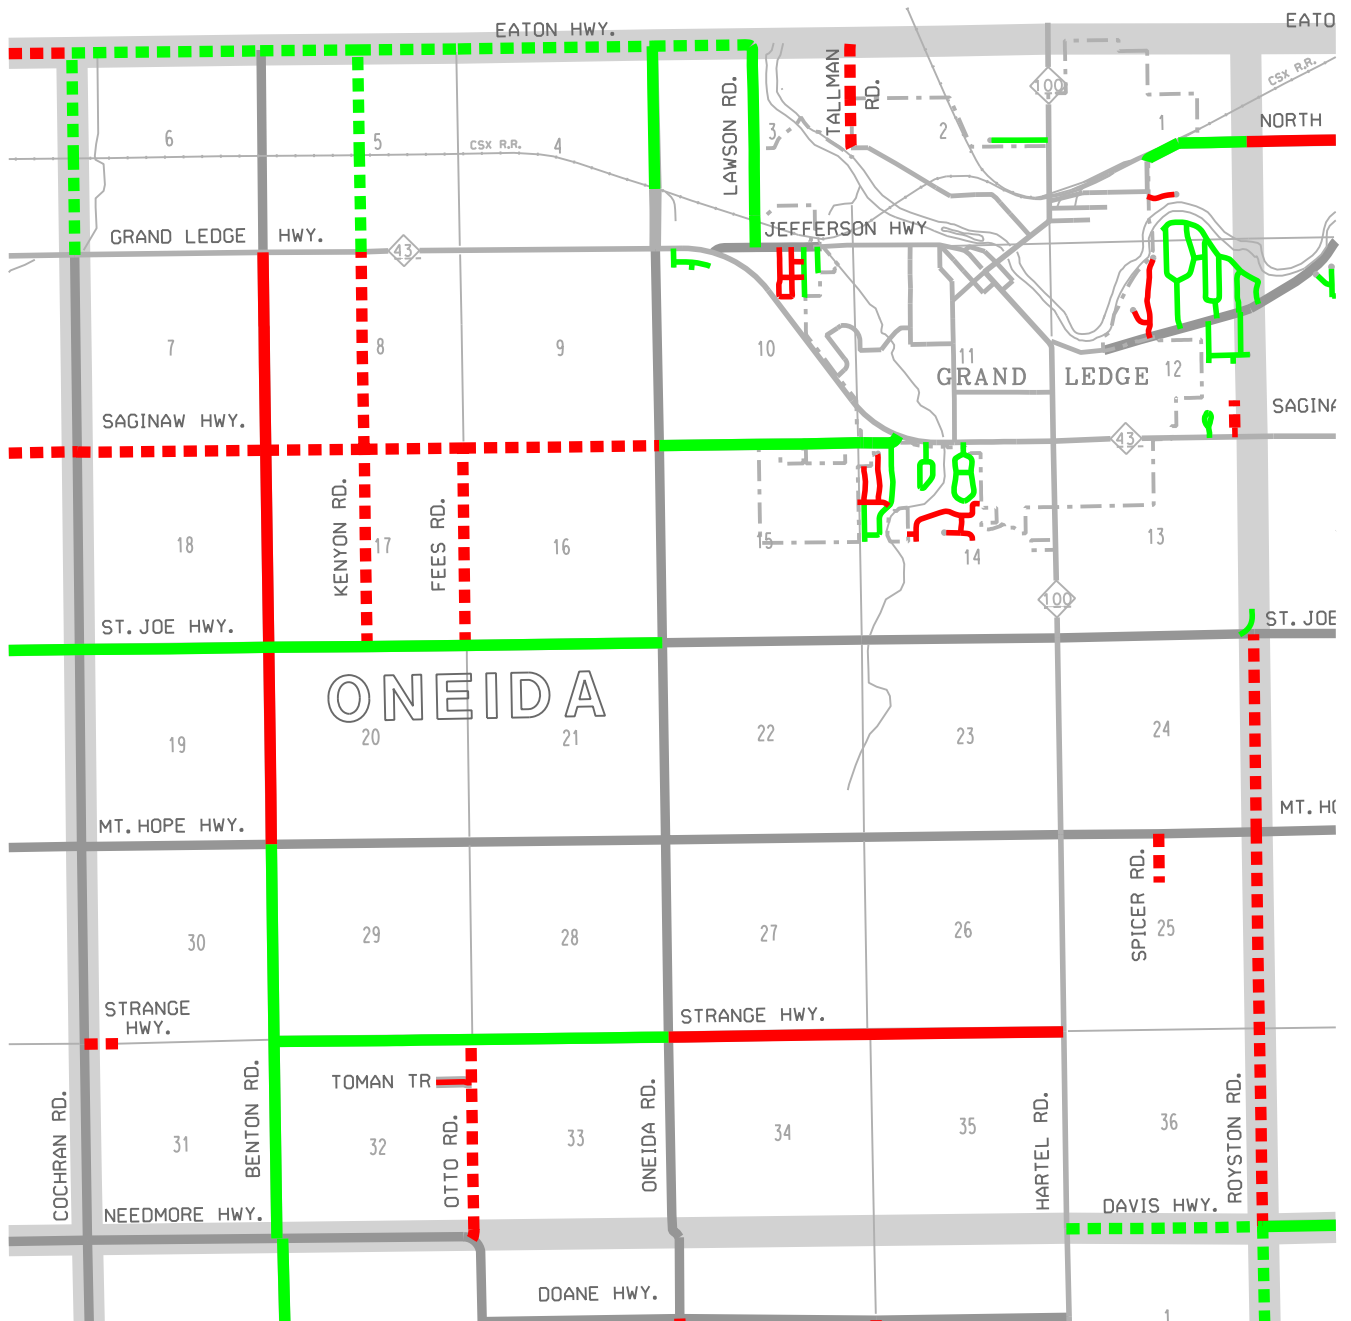 EATON HWY.
EATO
TALLMAN
RD.
LAWSON RD.
100
CSX R.R.
NORTH
6
5
CSX R.R.
4
3
2
1
GRAND LEDGE HWY.
43
JEFFERSON HWY
7
8
9
10
11
12
GRAND LEDGE
SAGINAW HWY.
43
SAGINA
KENYON RD.
FEES RD.
18
17
16
15
14
13
100
ST. JOE HWY.
ST. JOE
ONEIDA
19
20
21
22
23
24
MT. HOPE HWY.
MT. HO
SPICER RD.
30
29
28
27
26
25
STRANGE
HWY.
STRANGE HWY.
TOMAN TR
COCHRAN RD.
BENTON RD.
OTTO RD.
ONEIDA RD.
HARTEL RD.
ROYSTON RD.
31
32
33
34
35
36
NEEDMORE HWY.
DAVIS HWY.
DOANE HWY.
1